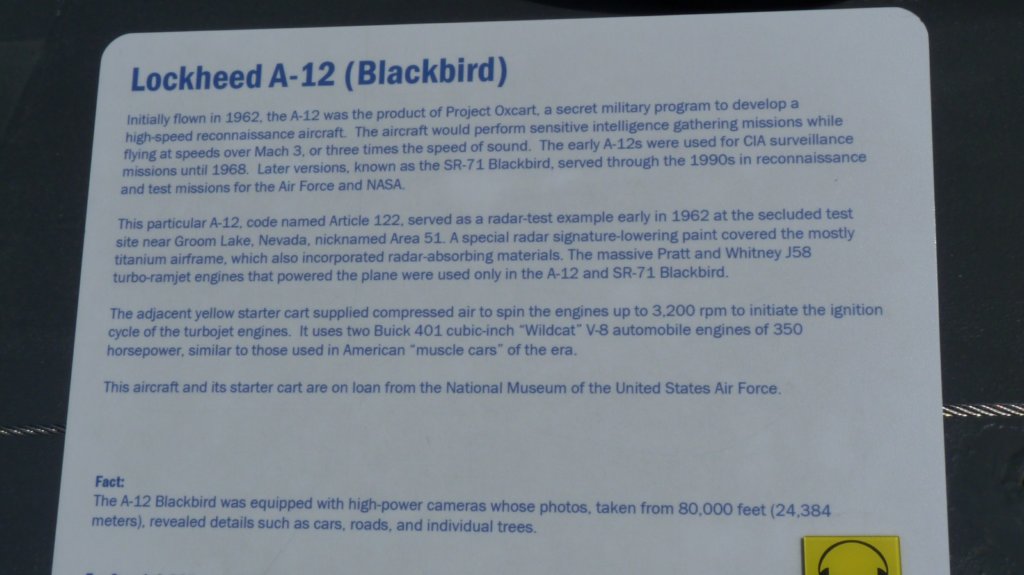 Lockheed A-12 (Blackbird)
Initially flown in 1962, the A-12 was the product of Project Oxcart, a secret military program to develop a
high-speed reconnaissance aircraft. The aircraft would perform sensitive intelligence gathering missions while
flying at speeds over Mach 3, or three times the speed of sound. The early A-12s were used for CIA surveillance
missions until 1968. Later versions, known as the SR-71 Blackbird, served through the 1990s in reconnaissance
and test missions for the Air Force and NASA.
This particular A-12, code named Article 122, served as a radar-test example early in 1962 at the secluded test
site near Groom Lake, Nevada, nicknamed Area 51. A special radar signature-lowering paint covered the mostly
titanium airframe, which also incorporated radar-absorbing materials. The massive Pratt and Whitney J58
turbo-ramjet engines that powered the plane were used only in the A-12 and SR-71 Blackbird.
The adjacent yellow starter cart supplied compressed air to spin the engines up to 3,200 rpm to initiate the ignition
cycle of the turbojet engines. It uses two Buick 401 cubic-inch “Wildcat” V-8 automobile engines of 350
horsepower, similar to those used in American “muscle cars” of the era.
This aircraft and its starter cart are on loan from the National Museum of the United States Air Force.
Fact:
The A-12 Blackbird was equipped with high-power cameras whose photos, taken from 80,000 feet (24,384
meters), revealed details such as cars, roads, and individual trees.